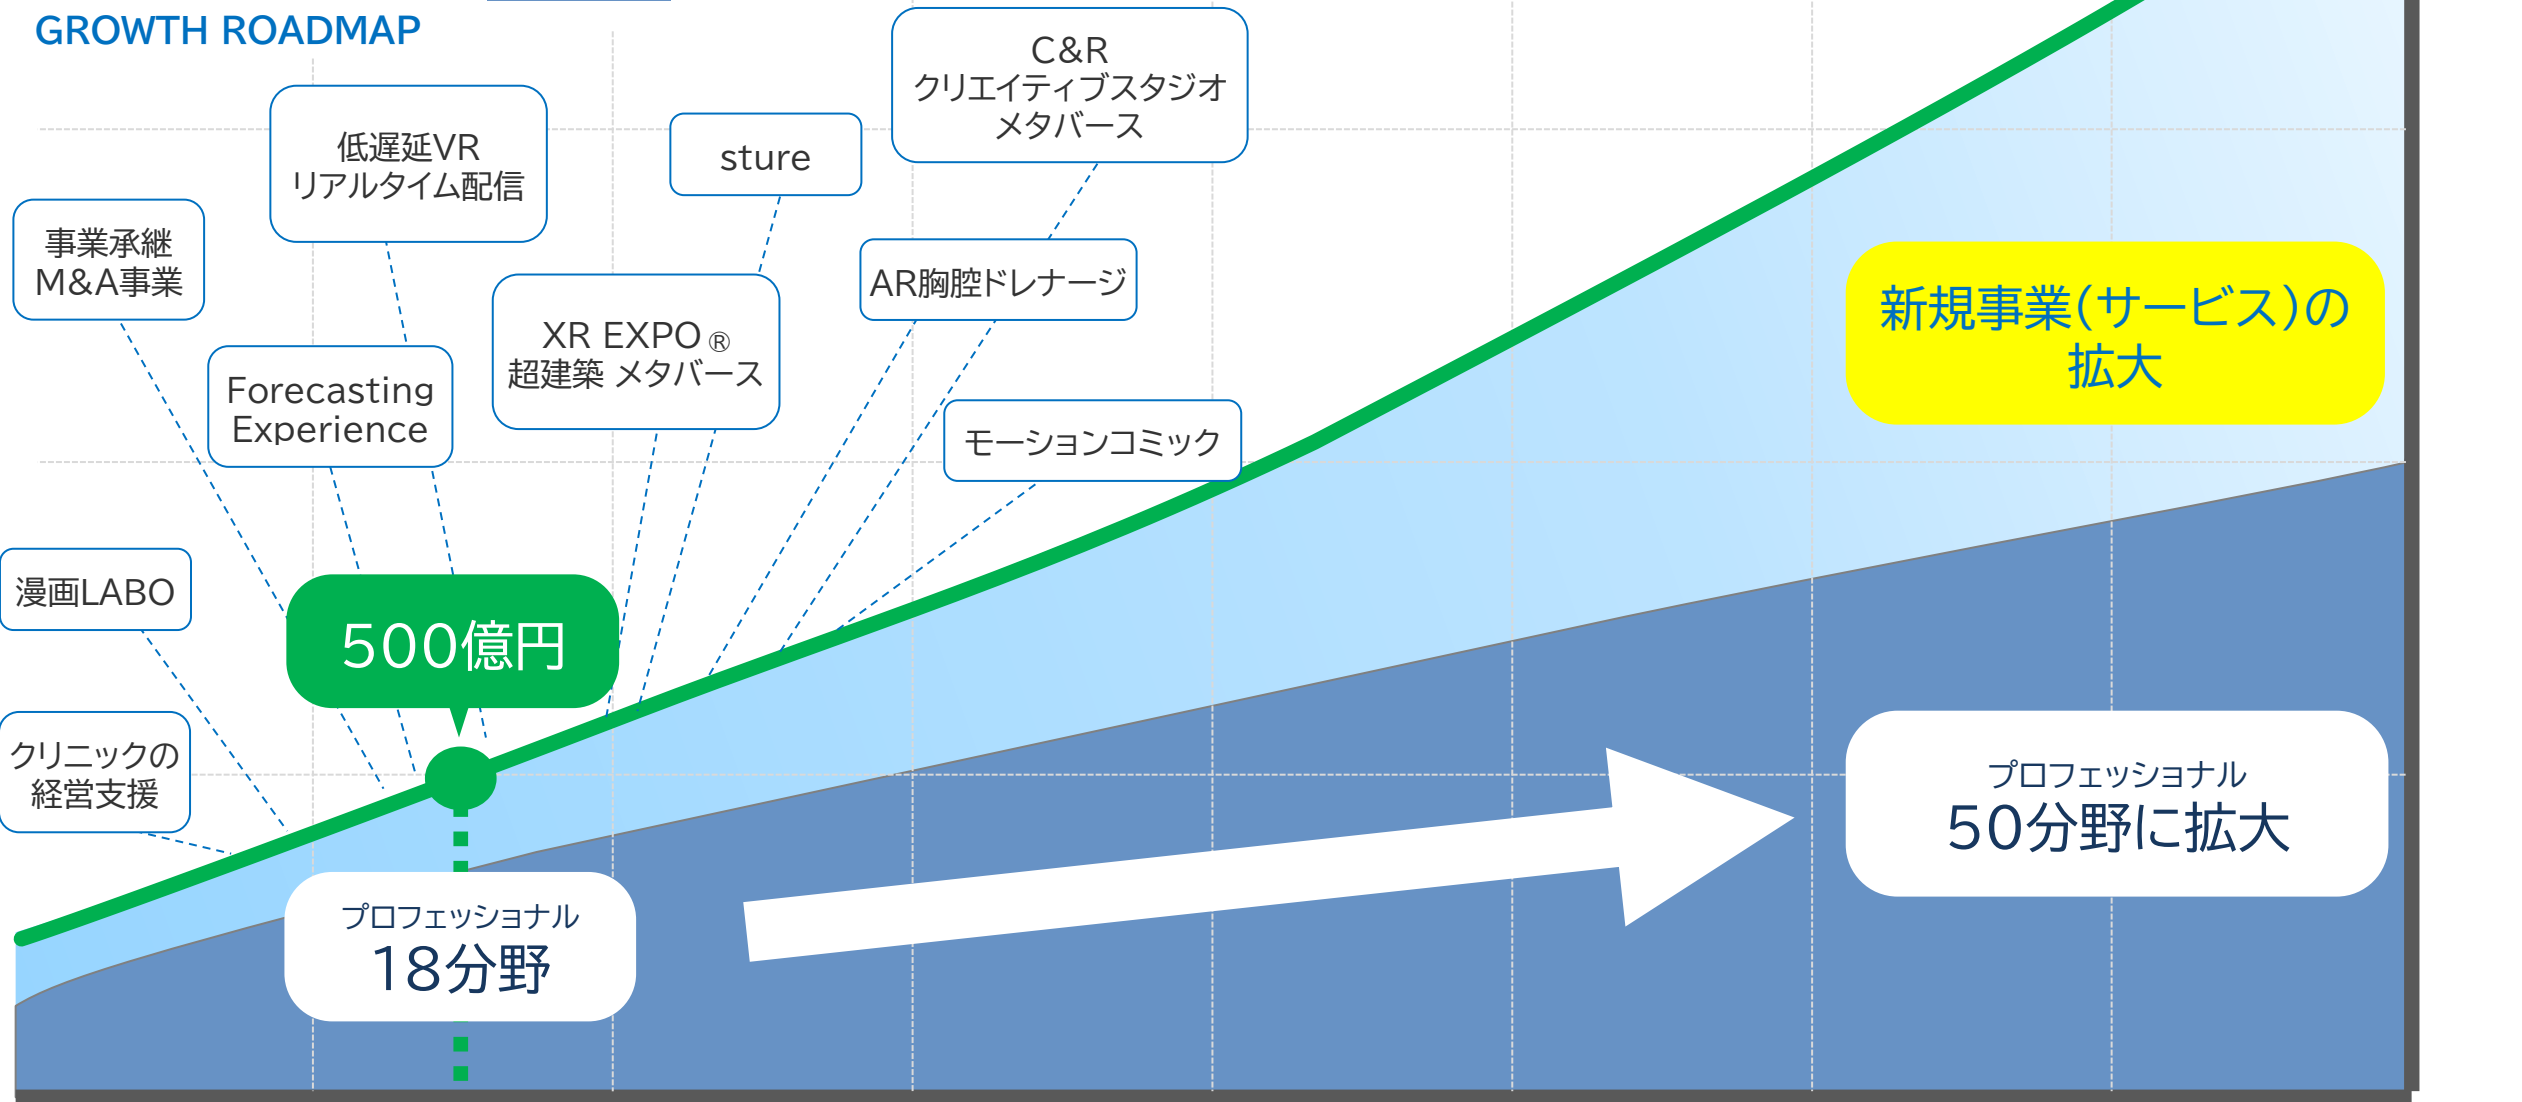 GROWTH ROADMAP
C&R
クリエイティブスタジオ
メタバース
低遅延VR
リアルタイム配信
sture
事業承継
M&A事業
AR胸腔ドレナージ
XR EXPO®
超建築 メタバース
新規事業(サービス)の
拡大
Forecasting
Experience
モーションコミック
漫画LABO
500億円
クリニックの
経営支援
プロフェッショナル
50分野に拡大
プロフェッショナル
18分野